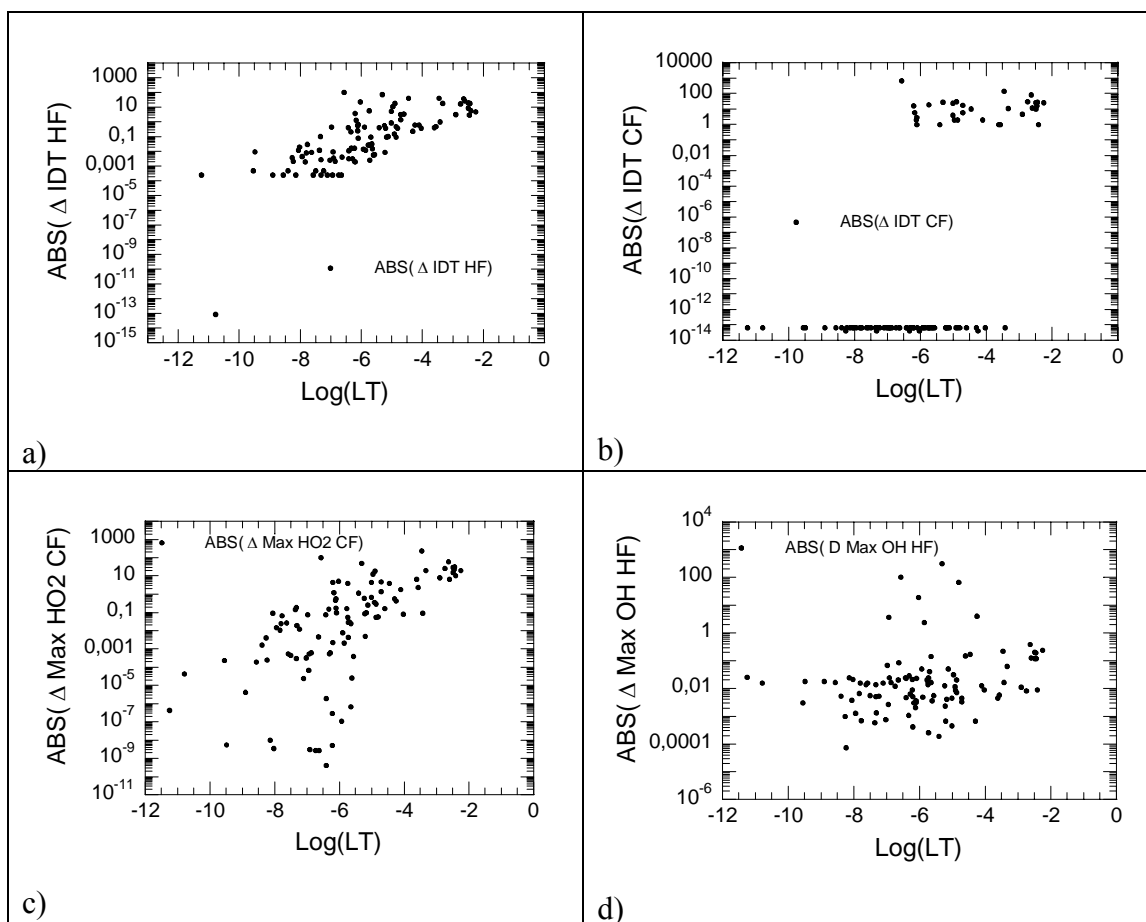 ABS( Δ IDT HF)
1000
10
0,1
0,001
10-5
10-7
10-9
10-11
10-13
10-15
ABS( Δ IDT HF)
-12 -10 -8 -6 -4 -2 0
Log(LT)
a)
ABS(Δ IDT CF)
10000
100
1
0,01
10-4
10-6
10-8
10-10
10-12
10-14
ABS(Δ IDT CF)
-12 -10 -8 -6 -4 -2 0
Log(LT)
b)
ABS( Δ Max HO2 CF)
1000
10
0,1
0,001
10-5
10-7
10-9
10-11
ABS( Δ Max HO2 CF)
-12 -10 -8 -6 -4 -2 0
Log(LT)
c)
ABS( Δ Max OH HF)
104
100
1
0,01
0,0001
10-6
ABS( D Max OH HF)
-12 -10 -8 -6 -4 -2 0
Log(LT)
d)